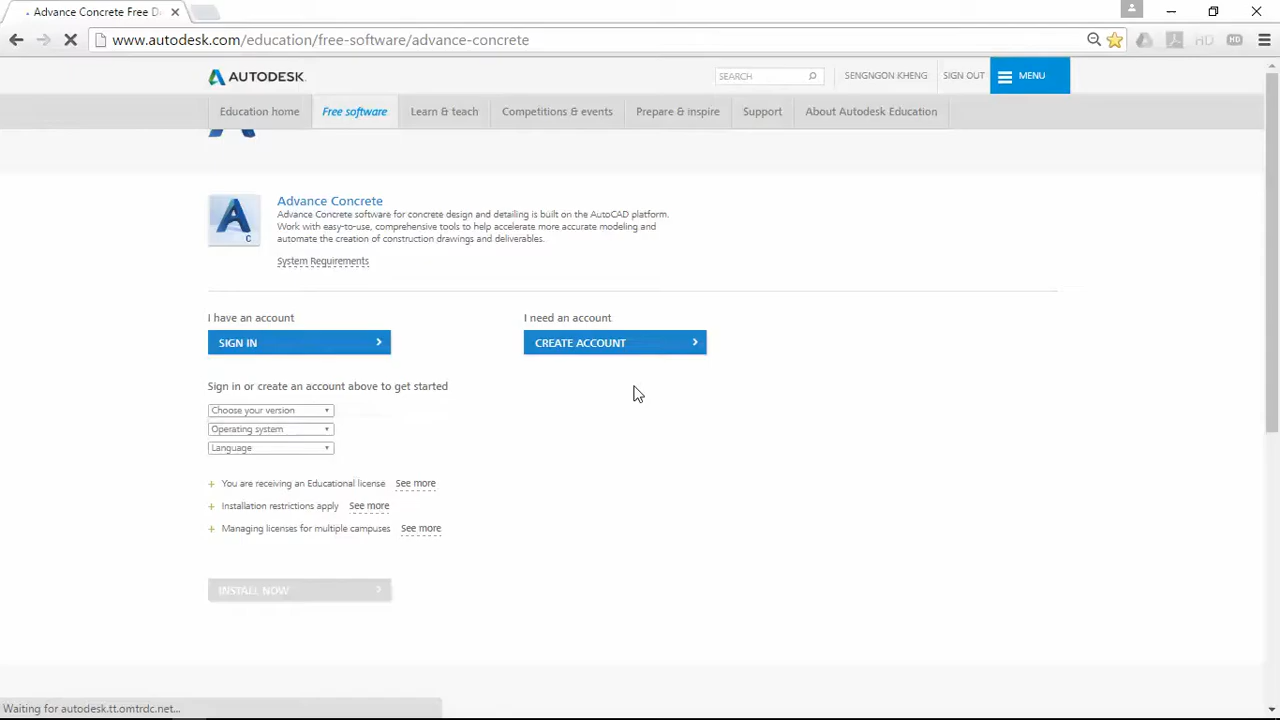 Advance Concrete Free D
www.autodesk.com/education/free-software/advance-concrete
AUTODESK.
SEARCH
SENGNGON KHENG
SIGN OUT
MENU
Education home
Free software
Learn & teach
Competitions & events
Prepare & inspire
Support
About Autodesk Education
Advance Concrete
Advance Concrete software for concrete design and detailing is built on the AutoCAD platform.
Work with easy-to-use, comprehensive tools to help accelerate more accurate modeling and
automate the creation of construction drawings and deliverables.
System Requirements
I have an account
I need an account
SIGN IN
CREATE ACCOUNT
Sign in or create an account above to get started
Choose your version
Operating system
Language
+ You are receiving an Educational license See more
+ Installation restrictions apply See more
+ Managing licenses for multiple campuses See more
INSTALL NOW
Waiting for autodesk.tt.omtrdc.net...